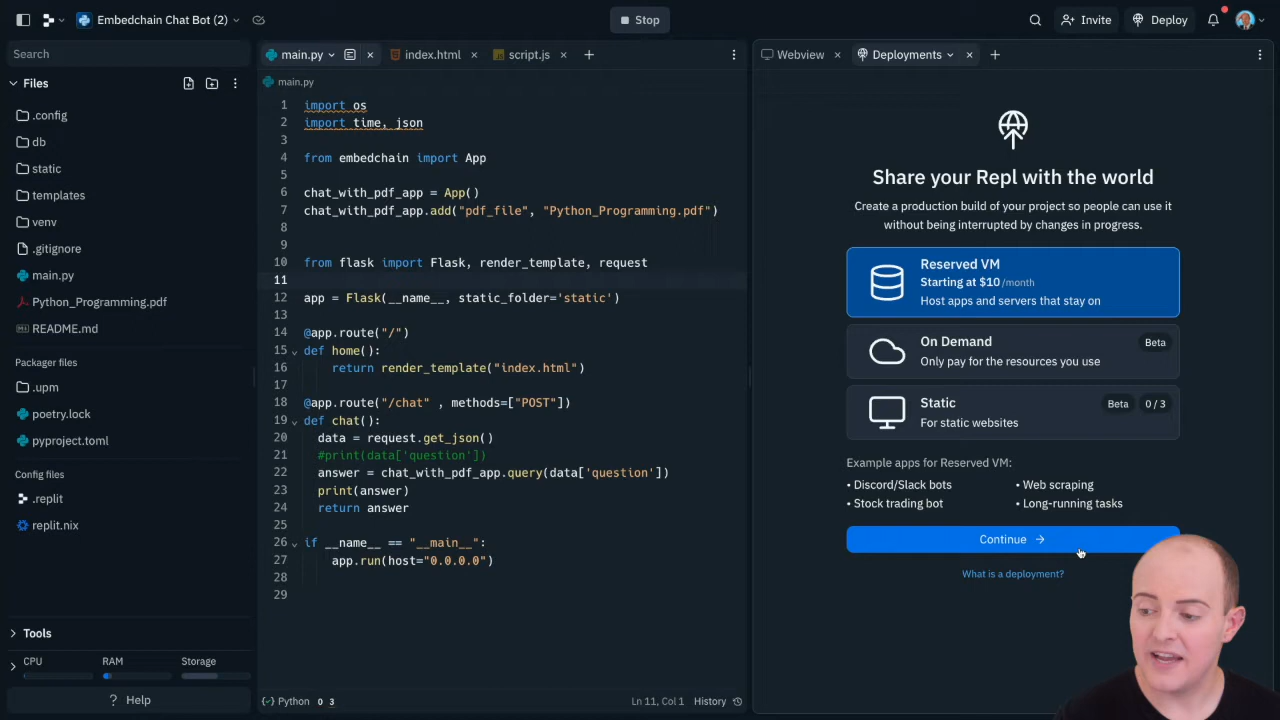 Embedchain Chat Bot (2)
Stop
Invite
Deploy
Search
Files
.config
db
static
templates
venv
.gitignore
main.py
Python_Programming.pdf
README.md
Packager files
.upm
poetry.lock
pyproject.toml
Config files
.replit
replit.nix
Tools
CPU
RAM
Storage
? Help
main.py
index.html
script.js
main.py
1 import os
2 import time, json
3
4 from embedchain import App
5
6 chat_with_pdf_app = App()
7 chat_with_pdf_app.add("pdf_file", "Python_Programming.pdf")
8
9
10 from flask import Flask, render_template, request
11
12 app = Flask(__name__, static_folder='static')
13
14 @app.route("/")
15 def home():
16 return render_template("index.html")
17
18 @app.route("/chat" , methods=["POST"])
19 def chat():
20 data = request.get_json()
21 #print(data['question'])
22 answer = chat_with_pdf_app.query(data['question'])
23 print(answer)
24 return answer
25
26 if __name__ == "__main__":
27 app.run(host="0.0.0.0")
28
29
Python 0 3
Ln 11, Col 1
History
Webview
Deployments
Share your Repl with the world
Create a production build of your project so people can use it
without being interrupted by changes in progress.
Reserved VM
Starting at $10 /month
Host apps and servers that stay on
On Demand
Beta
Only pay for the resources you use
Static
Beta
0 / 3
For static websites
Example apps for Reserved VM:
• Discord/Slack bots
• Web scraping
• Stock trading bot
• Long-running tasks
Continue →
What is a deployment?